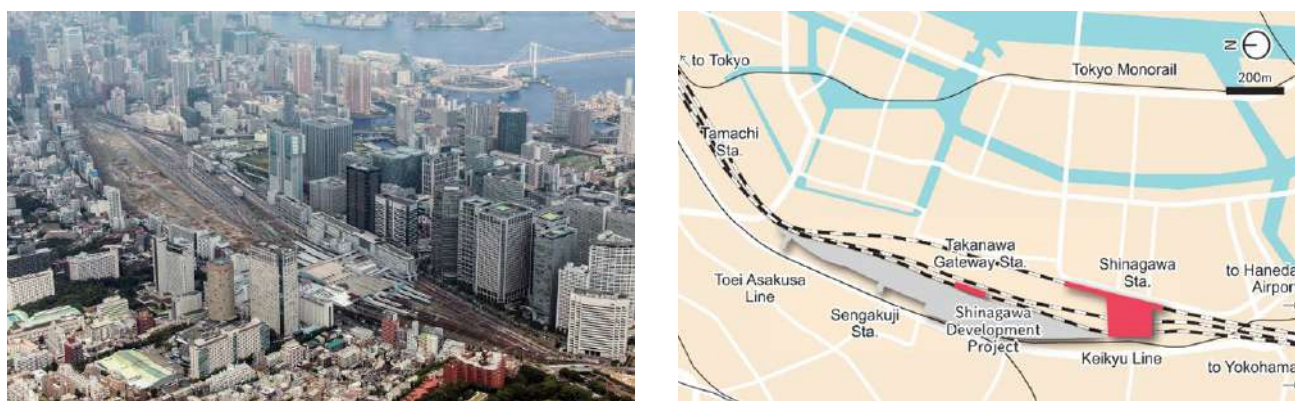 to Tokyo
N
Tokyo Monorail
200m
Tamachi
Sta.
Takanawa
Gateway Sta.
Shinagawa
Sta.
to Haneda
Airport
Toei Asakusa
Line
Sengakuji
Sta.
Shinagawa
Development
Project
Keikyu Line
to Yokohama